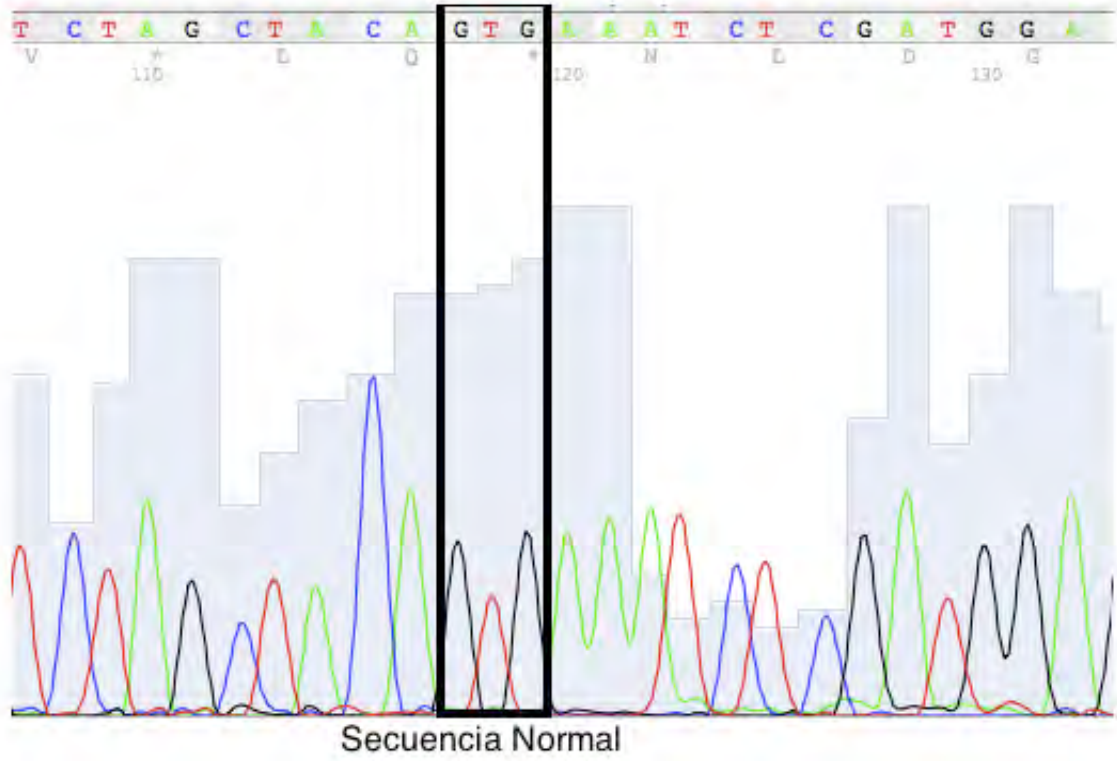 T C T A G C T A C A G T G A A A T C T C G A T G G A
V * L Q * N L D G
110 120 130
Secuencia Normal